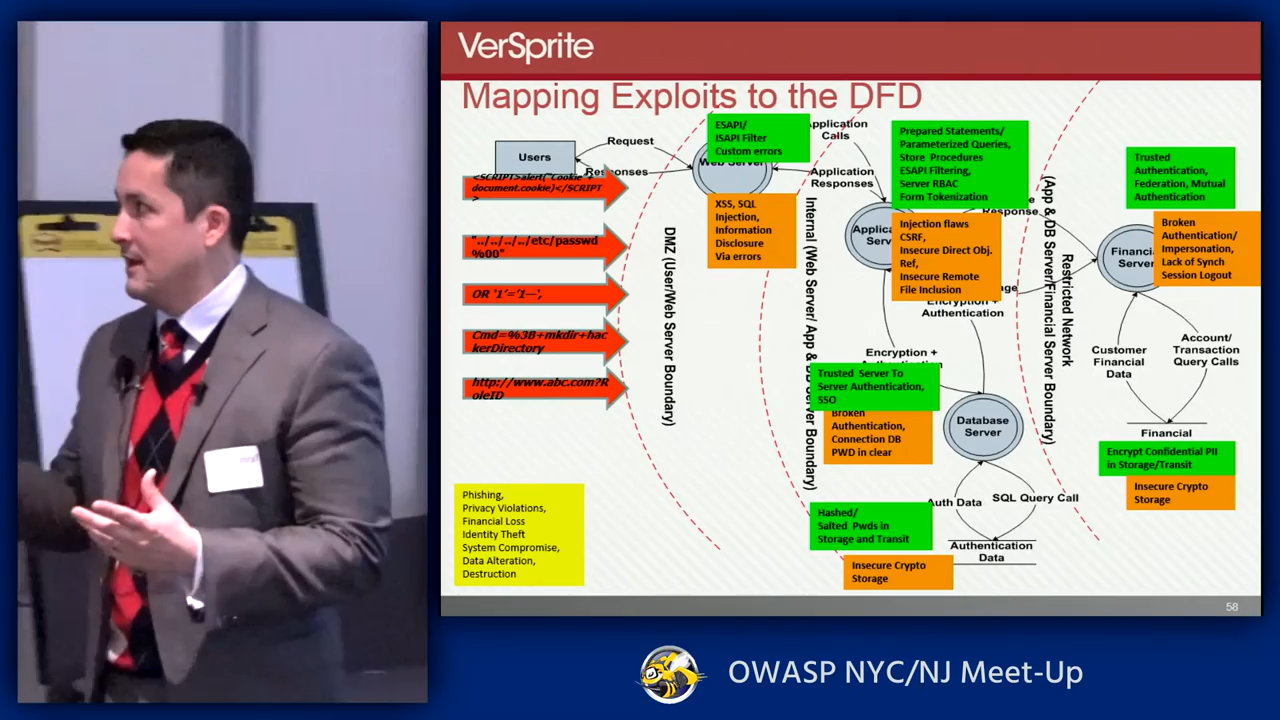 VerSprite
Mapping Exploits to the DFD
Users
Request
Responses
<SCRIPT>alert("Cookie"+
document.cookie)</SCRIPT
>
"../../../../etc/passwd
%00"
OR '1'='1--',
Cmd=%3B+mkdir+hac
kerDirectory
http://www.abc.com?R
oleID
Phishing,
Privacy Violations,
Financial Loss
Identity Theft
System Compromise,
Data Alteration,
Destruction
DMZ (User/Web Server Boundary)
ESAPI/
ISAPI Filter
Custom errors
Web Server
XSS, SQL
Injection,
Information
Disclosure
Via errors
Application
Calls
Application
Responses
Internal (Web Server/ App & DB Server Boundary)
Prepared Statements/
Parameterized Queries,
Store Procedures
ESAPI Filtering,
Server RBAC
Form Tokenization
Response
Injection flaws
CSRF,
Insecure Direct Obj.
Ref,
Insecure Remote
File Inclusion
Encryption +
Authentication
Encryption +
Trusted Server To
Server Authentication,
SSO
Broken
Authentication,
Connection DB
PWD in clear
Database
Server
Auth Data
SQL Query Call
Hashed/
Salted Pwds in
Storage and Transit
Authentication
Data
Insecure Crypto
Storage
Restricted Network
(App & DB Server/Financial Server Boundary)
Trusted
Authentication,
Federation, Mutual
Authentication
Broken
Authentication/
Impersonation,
Lack of Synch
Session Logout
Customer
Financial
Data
Account/
Transaction
Query Calls
Financial
Encrypt Confidential PII
in Storage/Transit
Insecure Crypto
Storage
58
OWASP NYC/NJ Meet-Up